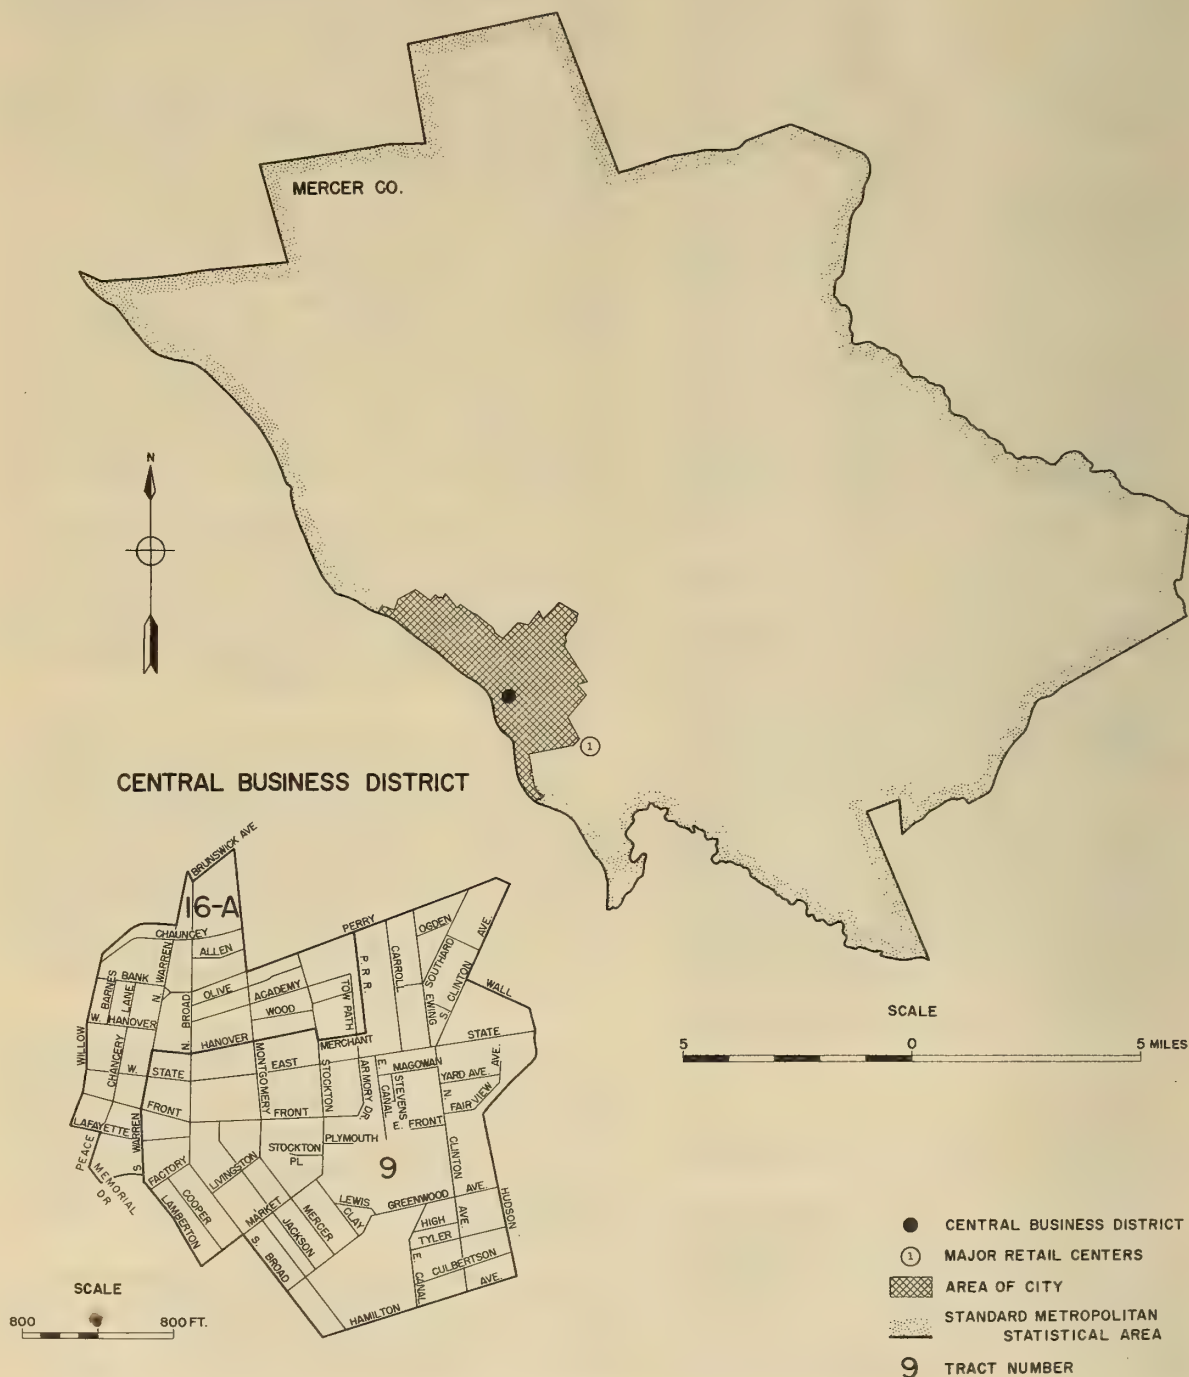 MERCER CO.
N
1
CENTRAL BUSINESS DISTRICT
BRUNSWICK AVE
16-A
CHAUNCEY
ALLEN
N. WARREN
BANK
BARNES
LANE
W. HANOVER
WILLOW
CHANCERY
N. BROAD
OLIVE
ACADEMY
WOOD
HANOVER
PERRY
P. R. R.
TOW PATH
CARROLL
OGDEN
SOUTHARD
S. CLINTON AVE.
EWING
WALL
STATE
MERCHANT
W. STATE
EAST
MONTGOMERY
STOCKTON
ARMORY DR.
E. CANAL
MAGOWAN
STEVENS
YARD AVE.
AVE.
FAIRVIEW
FRONT
FRONT
E. FRONT
N. CLINTON AVE.
LAFAYETTE
S. WARREN
PEACE
MEMORIAL DR
PLYMOUTH
STOCKTON PL
9
FACTORY
LIVINGSTON
COOPER
LAMBERTON
MARKET
MERCER
JACKSON
S. BROAD
LEWIS
CLAY
GREENWOOD AVE.
HUDSON
HIGH
TYLER
E. CANAL
CULBERTSON
HAMILTON AVE.
SCALE
800 800 FT.
SCALE
5 0 5 MILES
CENTRAL BUSINESS DISTRICT
1 MAJOR RETAIL CENTERS
AREA OF CITY
STANDARD METROPOLITAN
STATISTICAL AREA
9 TRACT NUMBER